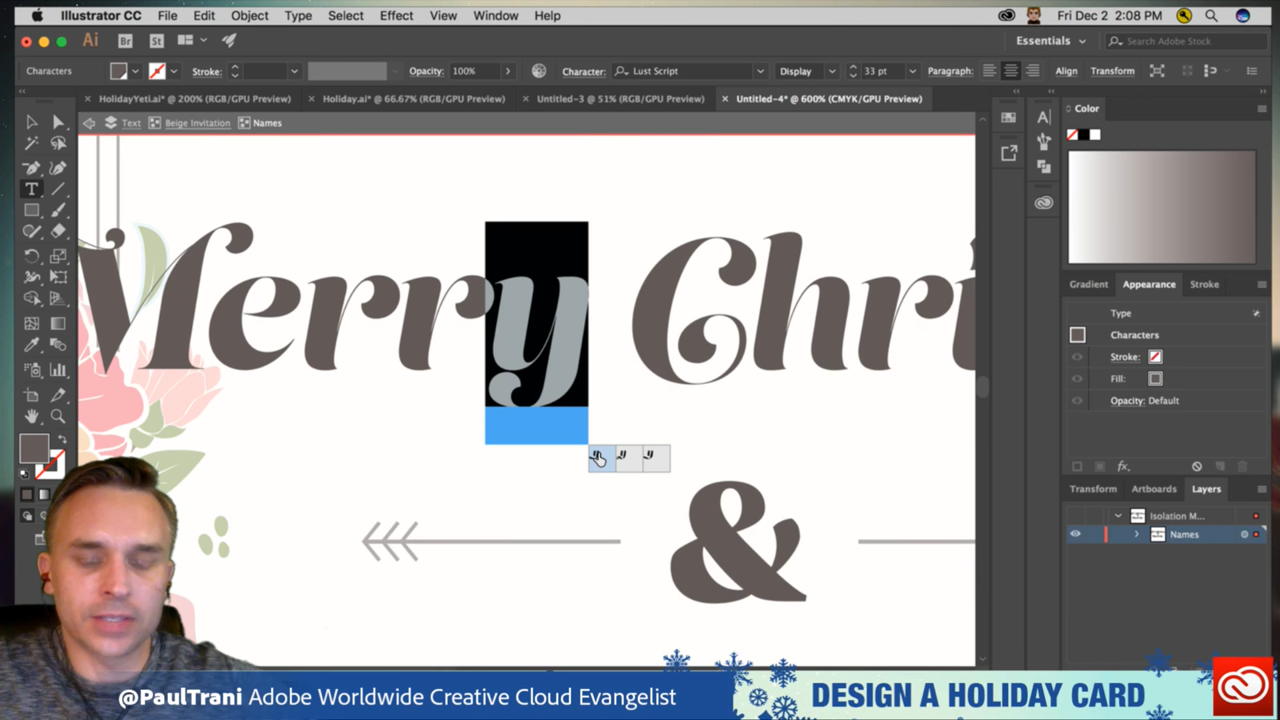 Illustrator CC File Edit Object Type Select Effect View Window Help Fri Dec 2 2:08 PM
Ai Br St Essentials Search Adobe Stock
Characters Stroke: Opacity: 100% Character: Lust Script Display 33 pt Paragraph: Align Transform
HolidayYeti.ai* @ 200% (RGB/GPU Preview) Holiday.ai* @ 66.67% (RGB/GPU Preview) Untitled-3 @ 51% (RGB/GPU Preview) Untitled-4* @ 600% (CMYK/GPU Preview)
Text Beige Invitation Names
Color
Merry Chri
y y y
&
Gradient Appearance Stroke
Type
Characters
Stroke:
Fill:
Opacity: Default
fx
Transform Artboards Layers
Isolation M...
Names
@PaulTrani Adobe Worldwide Creative Cloud Evangelist
DESIGN A HOLIDAY CARD